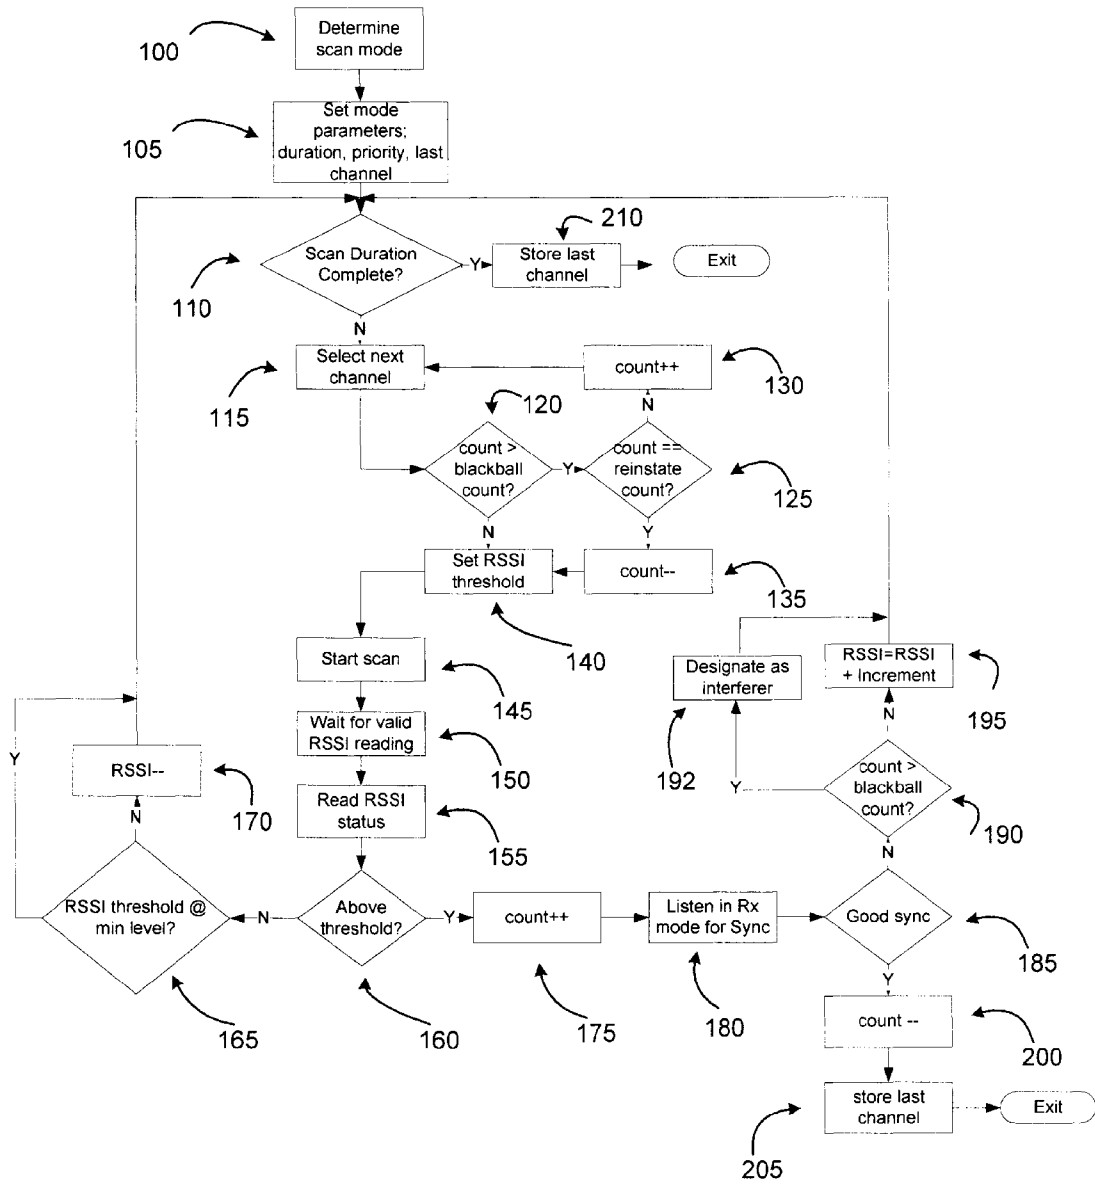 Determine
scan mode
100
Set mode
parameters;
duration, priority, last
channel
105
210
Scan Duration
Complete?
Y
Store last
channel
Exit
110
N
Select next
channel
count++
130
115
120
N
count >
blackball
count?
Y
count ==
reinstate
count?
125
N
Y
Set RSSI
threshold
count--
135
140
Start scan
Designate as
interferer
RSSI=RSSI
+ Increment
145
195
192
N
Wait for valid
RSSI reading
150
Y
RSSI--
170
Y
count >
blackball
count?
190
Read RSSI
status
155
N
N
RSSI threshold @
min level?
N
Above
threshold?
Y
count++
Listen in Rx
mode for Sync
Good sync
185
165
160
175
180
Y
count --
200
store last
channel
Exit
205